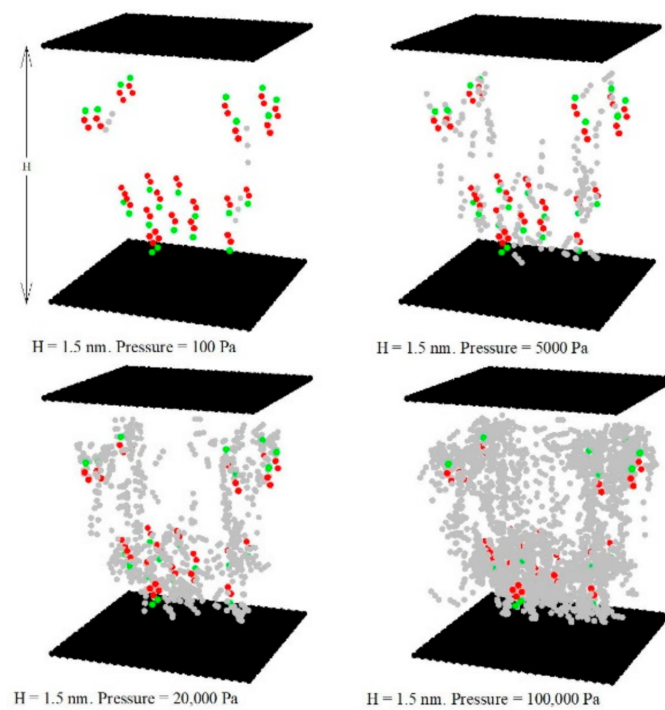 H
H = 1.5 nm. Pressure = 100 Pa
H = 1.5 nm. Pressure = 5000 Pa
H = 1.5 nm. Pressure = 20,000 Pa
H = 1.5 nm. Pressure = 100,000 Pa